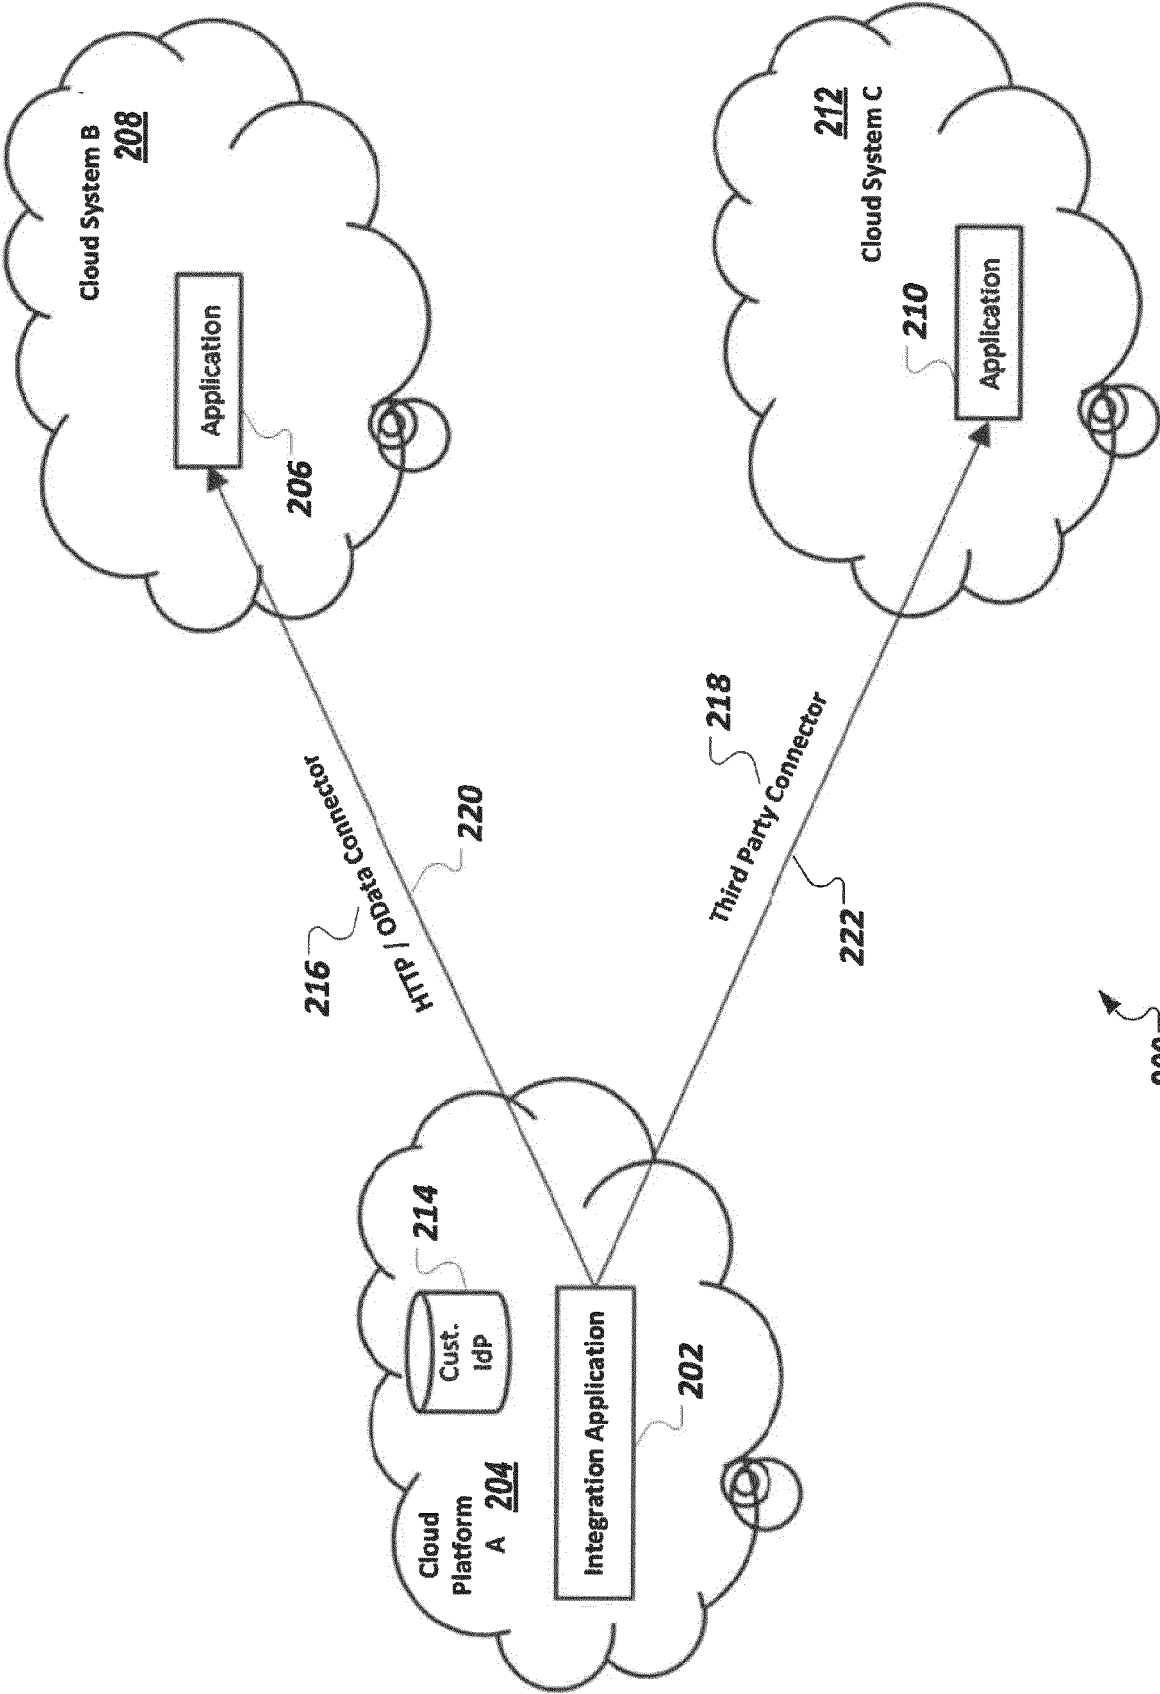 Cloud
Platform
A 204
Cust.
IdP
214
Integration Application
202
216
HTTP / OData Connector
220
218
Third Party Connector
222
Cloud System B
208
Application
206
212
Cloud System C
210
Application